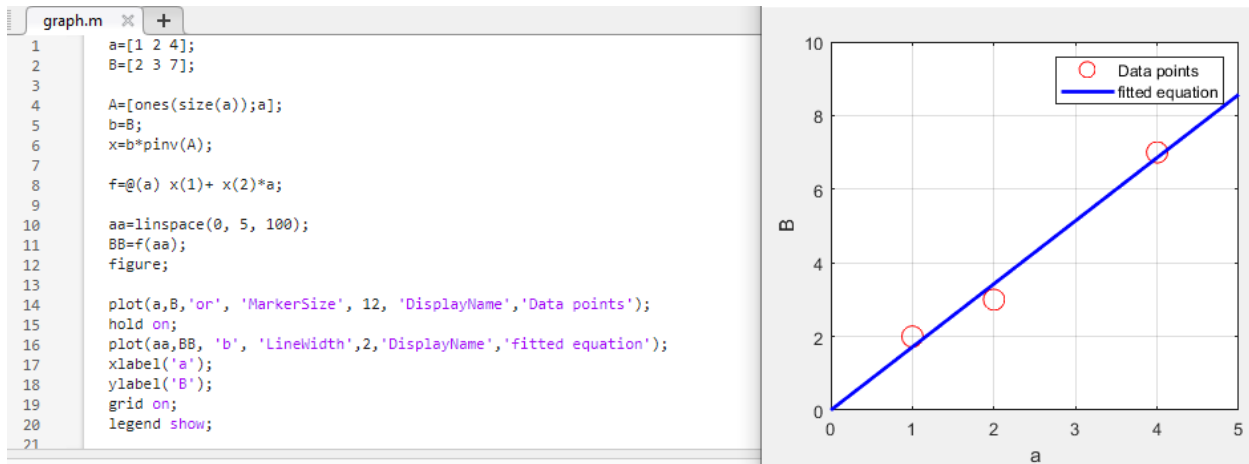 graph.m
1 a=[1 2 4];
2 B=[2 3 7];
3
4 A=[ones(size(a));a];
5 b=B;
6 x=b*pinv(A);
7
8 f=@(a) x(1)+ x(2)*a;
9
10 aa=linspace(0, 5, 100);
11 BB=f(aa);
12 figure;
13
14 plot(a,B,'or', 'MarkerSize', 12, 'DisplayName','Data points');
15 hold on;
16 plot(aa,BB, 'b', 'LineWidth',2,'DisplayName','fitted equation');
17 xlabel('a');
18 ylabel('B');
19 grid on;
20 legend show;
21
10
8
6
4
2
0
B
Data points
fitted equation
0 1 2 3 4 5
a